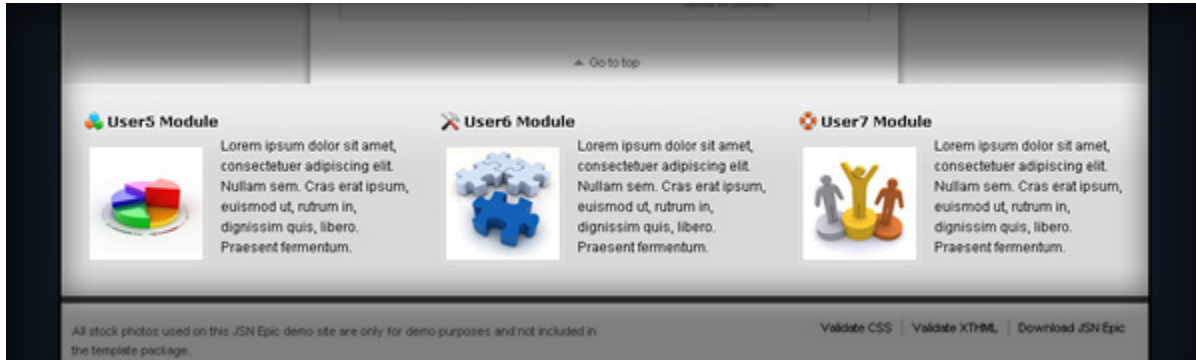 Go to top
User5 Module
Lorem ipsum dolor sit amet,
consectetuer adipiscing elit.
Nullam sem. Cras erat ipsum,
euismod ut, rutrum in,
dignissim quis, libero.
Praesent fermentum.
User6 Module
Lorem ipsum dolor sit amet,
consectetuer adipiscing elit.
Nullam sem. Cras erat ipsum,
euismod ut, rutrum in,
dignissim quis, libero.
Praesent fermentum.
User7 Module
Lorem ipsum dolor sit amet,
consectetuer adipiscing elit.
Nullam sem. Cras erat ipsum,
euismod ut, rutrum in,
dignissim quis, libero.
Praesent fermentum.
All stock photos used on this JSN Epic demo site are only for demo purposes and not included in
the template package.
Validate CSS | Validate XTHML | Download JSN Epic